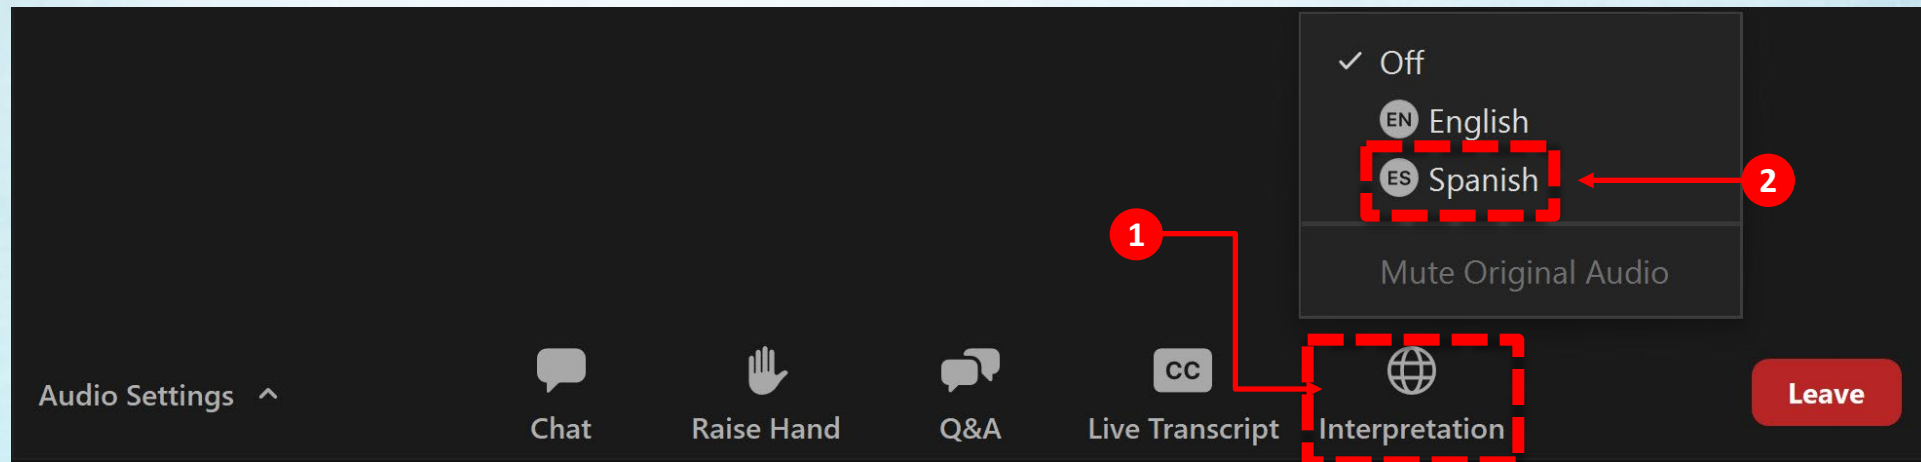 Off
EN English
ES Spanish
2
1
Mute Original Audio
Audio Settings
Chat
Raise Hand
Q&A
CC
Live Transcript
Interpretation
Leave